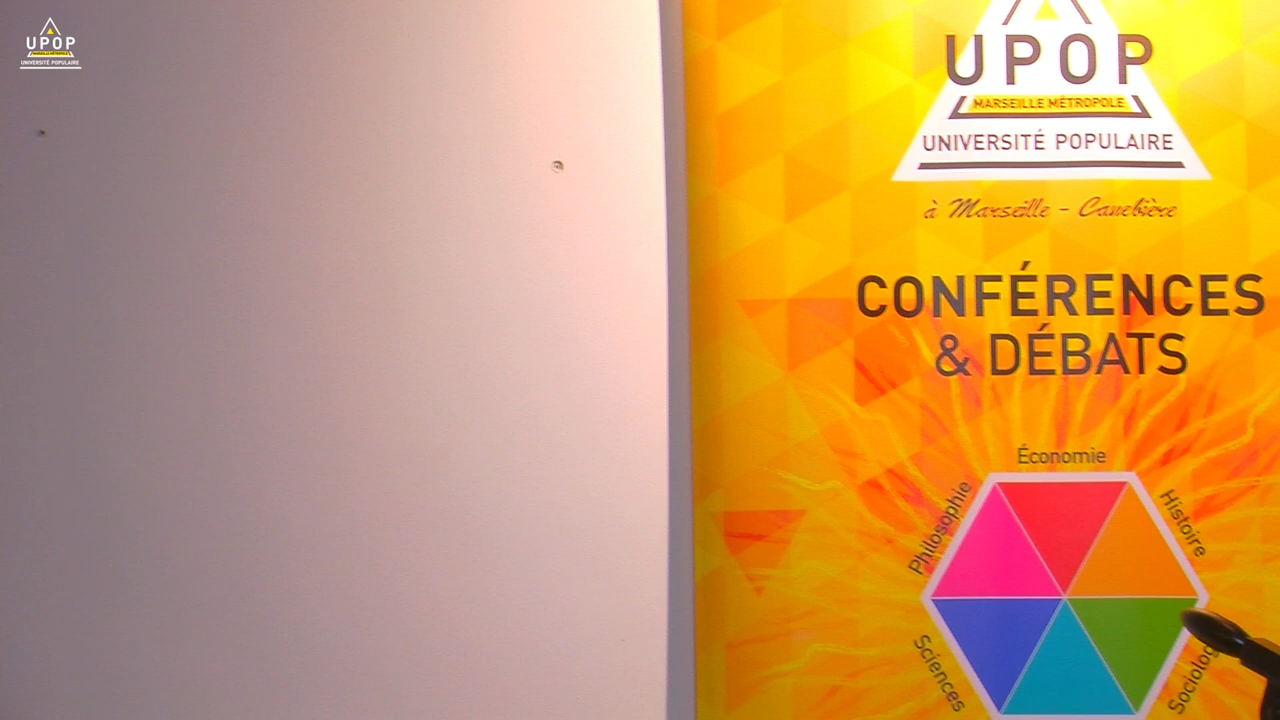 UPOP
MARSEILLE MÉTROPOLE
UNIVERSITÉ POPULAIRE
UPOP
MARSEILLE MÉTROPOLE
UNIVERSITÉ POPULAIRE
à Marseille - Canebière
CONFÉRENCES
& DÉBATS
Économie
Philosophie
Histoire
Sciences